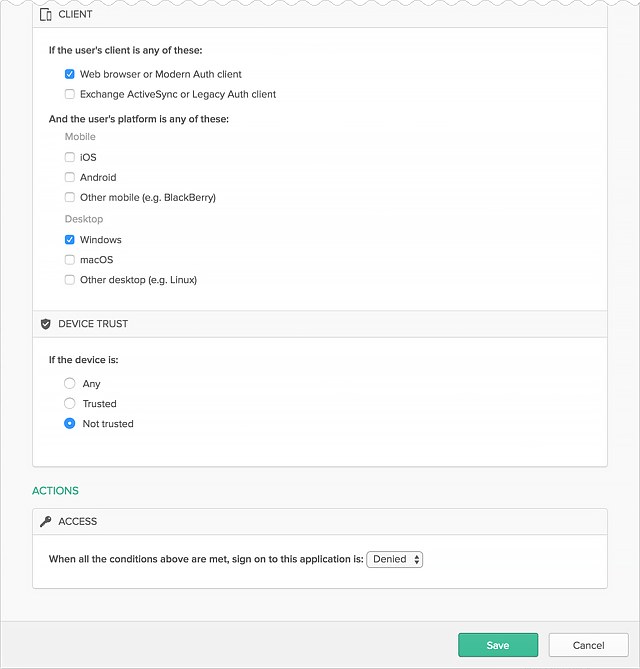 CLIENT
If the user's client is any of these:
Web browser or Modern Auth client
Exchange ActiveSync or Legacy Auth client
And the user's platform is any of these:
Mobile
iOS
Android
Other mobile (e.g. BlackBerry)
Desktop
Windows
macOS
Other desktop (e.g. Linux)
DEVICE TRUST
If the device is:
Any
Trusted
Not trusted
ACTIONS
ACCESS
When all the conditions above are met, sign on to this application is: Denied
Save Cancel